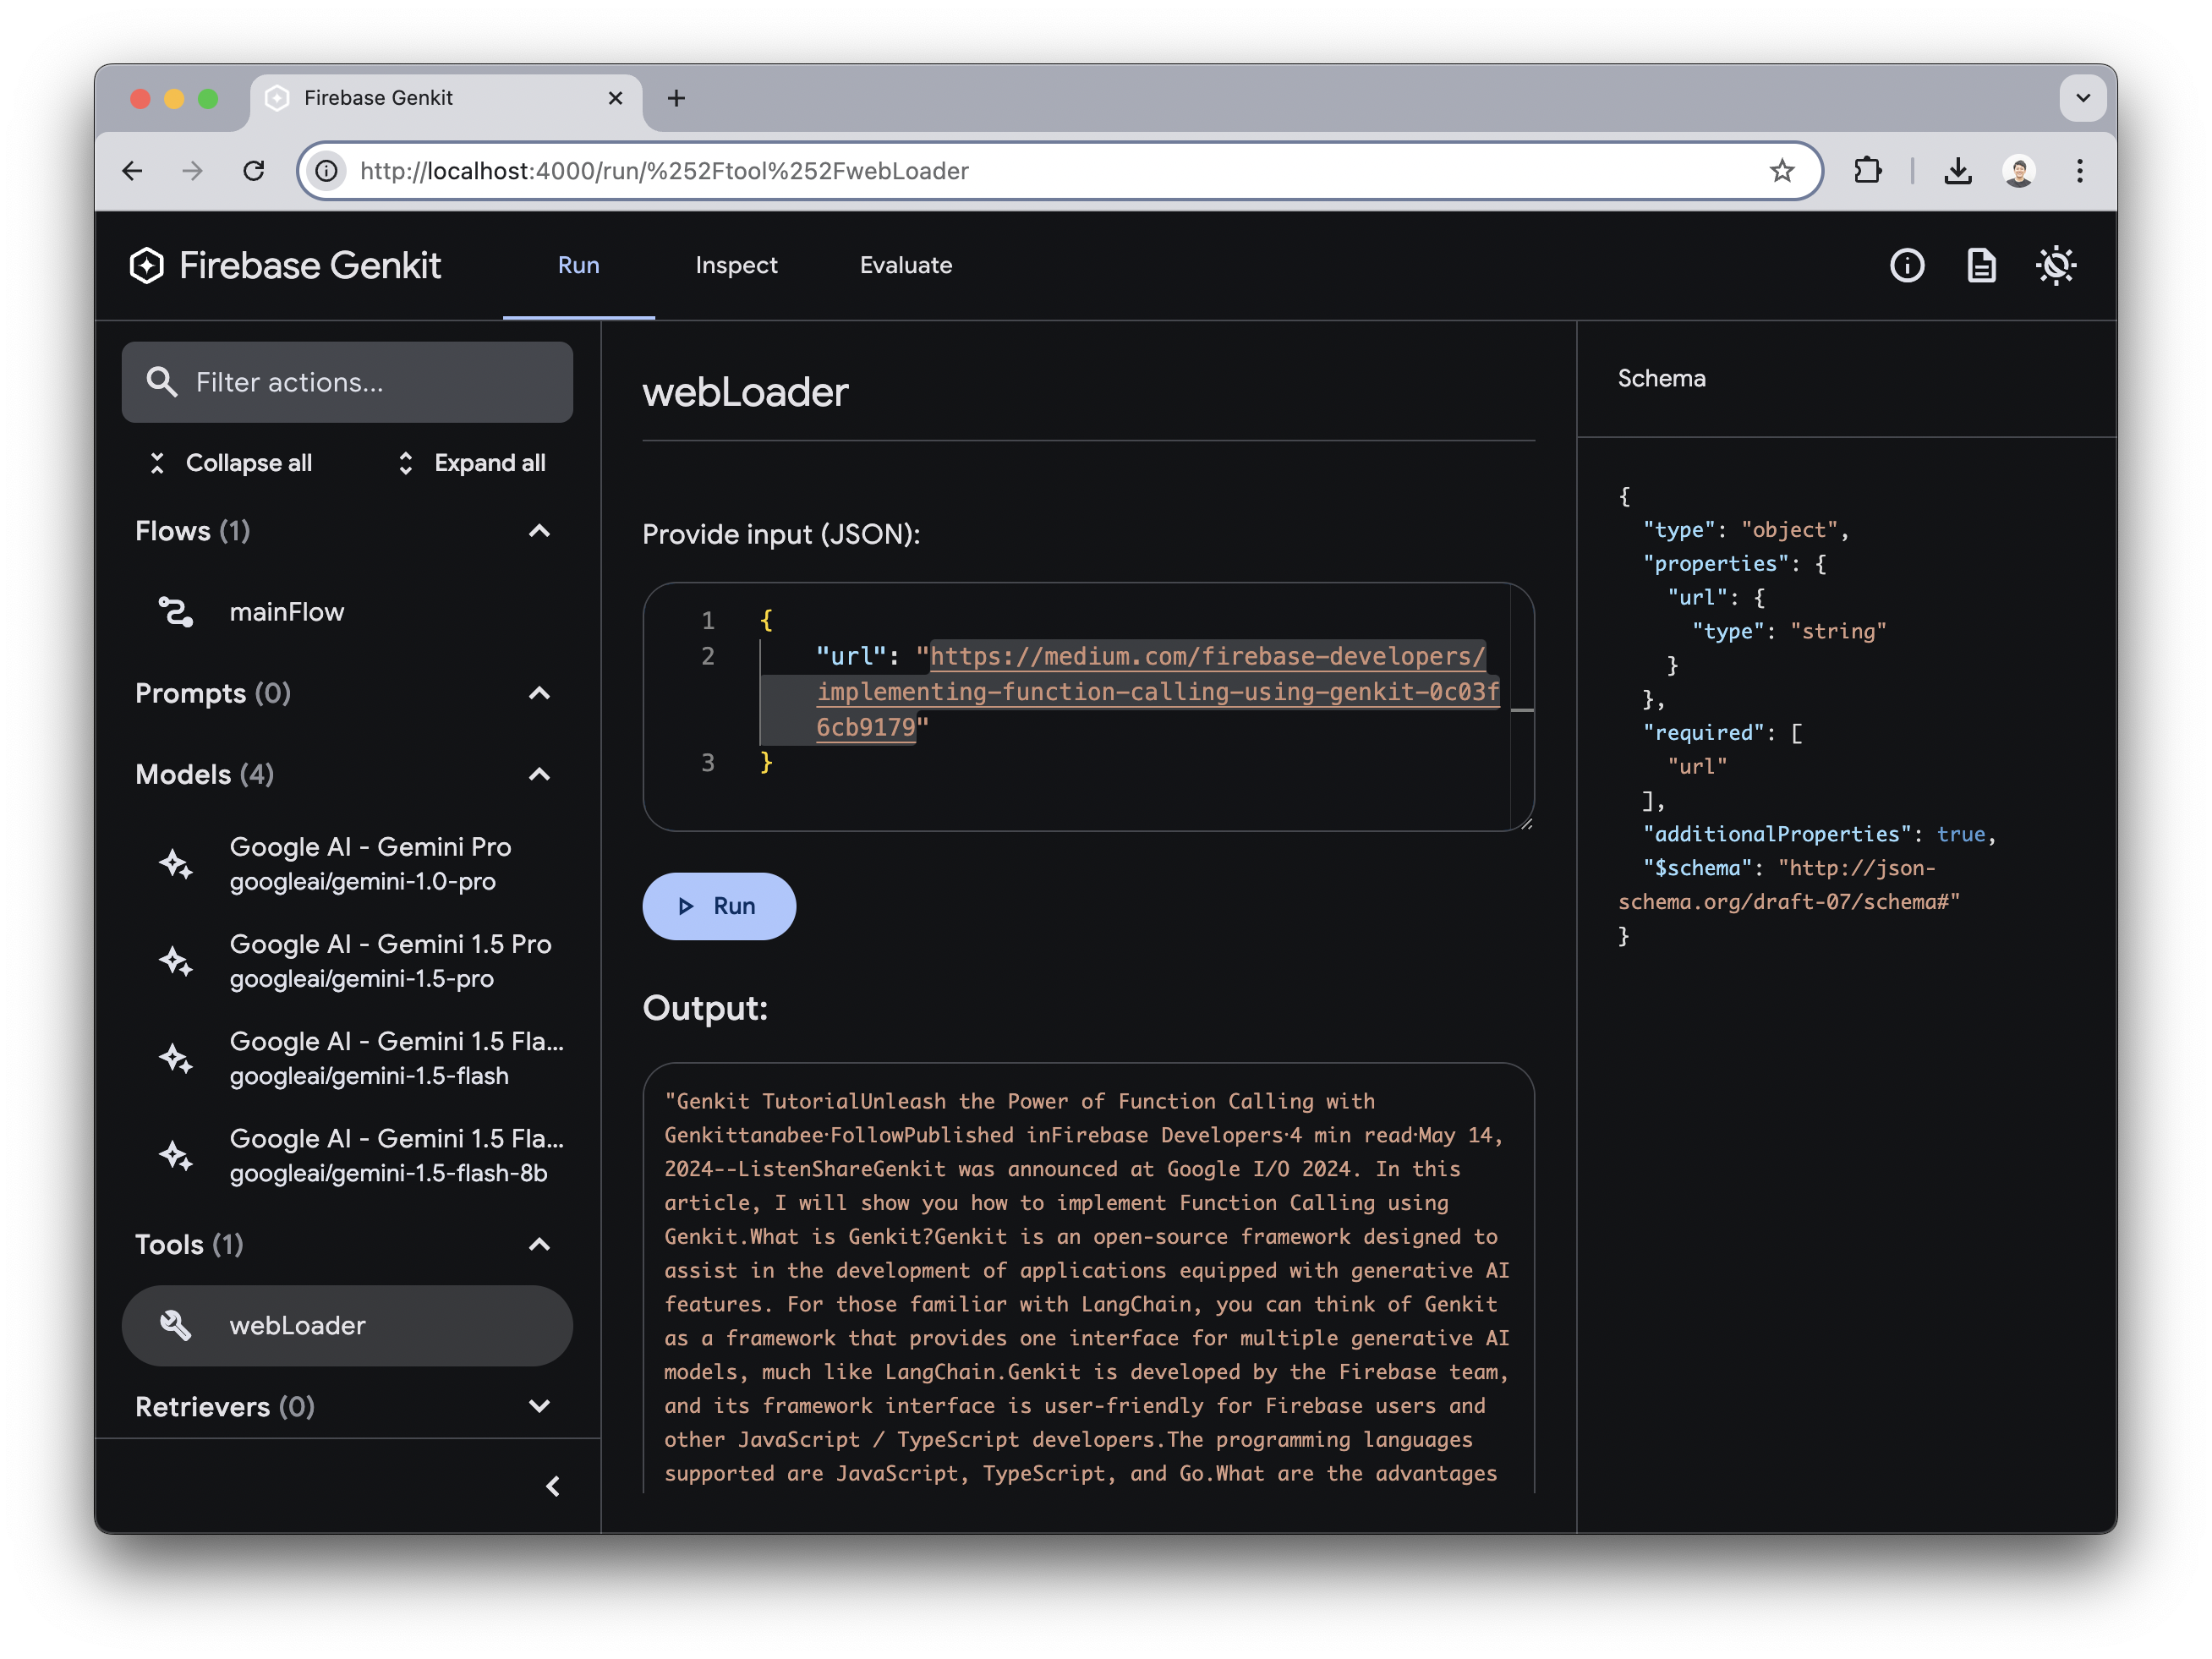 Firebase Genkit
http://localhost:4000/run/%252Ftool%252FwebLoader
Firebase Genkit
Run
Inspect
Evaluate
Filter actions...
Collapse all
Expand all
Flows (1)
mainFlow
Prompts (0)
Models (4)
Google AI - Gemini Pro
googleai/gemini-1.0-pro
Google AI - Gemini 1.5 Pro
googleai/gemini-1.5-pro
Google AI - Gemini 1.5 Fla...
googleai/gemini-1.5-flash
Google AI - Gemini 1.5 Fla...
googleai/gemini-1.5-flash-8b
Tools (1)
webLoader
Retrievers (0)
webLoader
Provide input (JSON):
1 {
2 "url": "https://medium.com/firebase-developers/
implementing-function-calling-using-genkit-0c03f
6cb9179"
3 }
Run
Output:
"Genkit TutorialUnleash the Power of Function Calling with
Genkittanabee·FollowPublished inFirebase Developers·4 min read·May 14,
2024--ListenShareGenkit was announced at Google I/O 2024. In this
article, I will show you how to implement Function Calling using
Genkit.What is Genkit?Genkit is an open-source framework designed to
assist in the development of applications equipped with generative AI
features. For those familiar with LangChain, you can think of Genkit
as a framework that provides one interface for multiple generative AI
models, much like LangChain.Genkit is developed by the Firebase team,
and its framework interface is user-friendly for Firebase users and
other JavaScript / TypeScript developers.The programming languages
supported are JavaScript, TypeScript, and Go.What are the advantages
Schema
{
"type": "object",
"properties": {
"url": {
"type": "string"
}
},
"required": [
"url"
],
"additionalProperties": true,
"$schema": "http://json-
schema.org/draft-07/schema#"
}